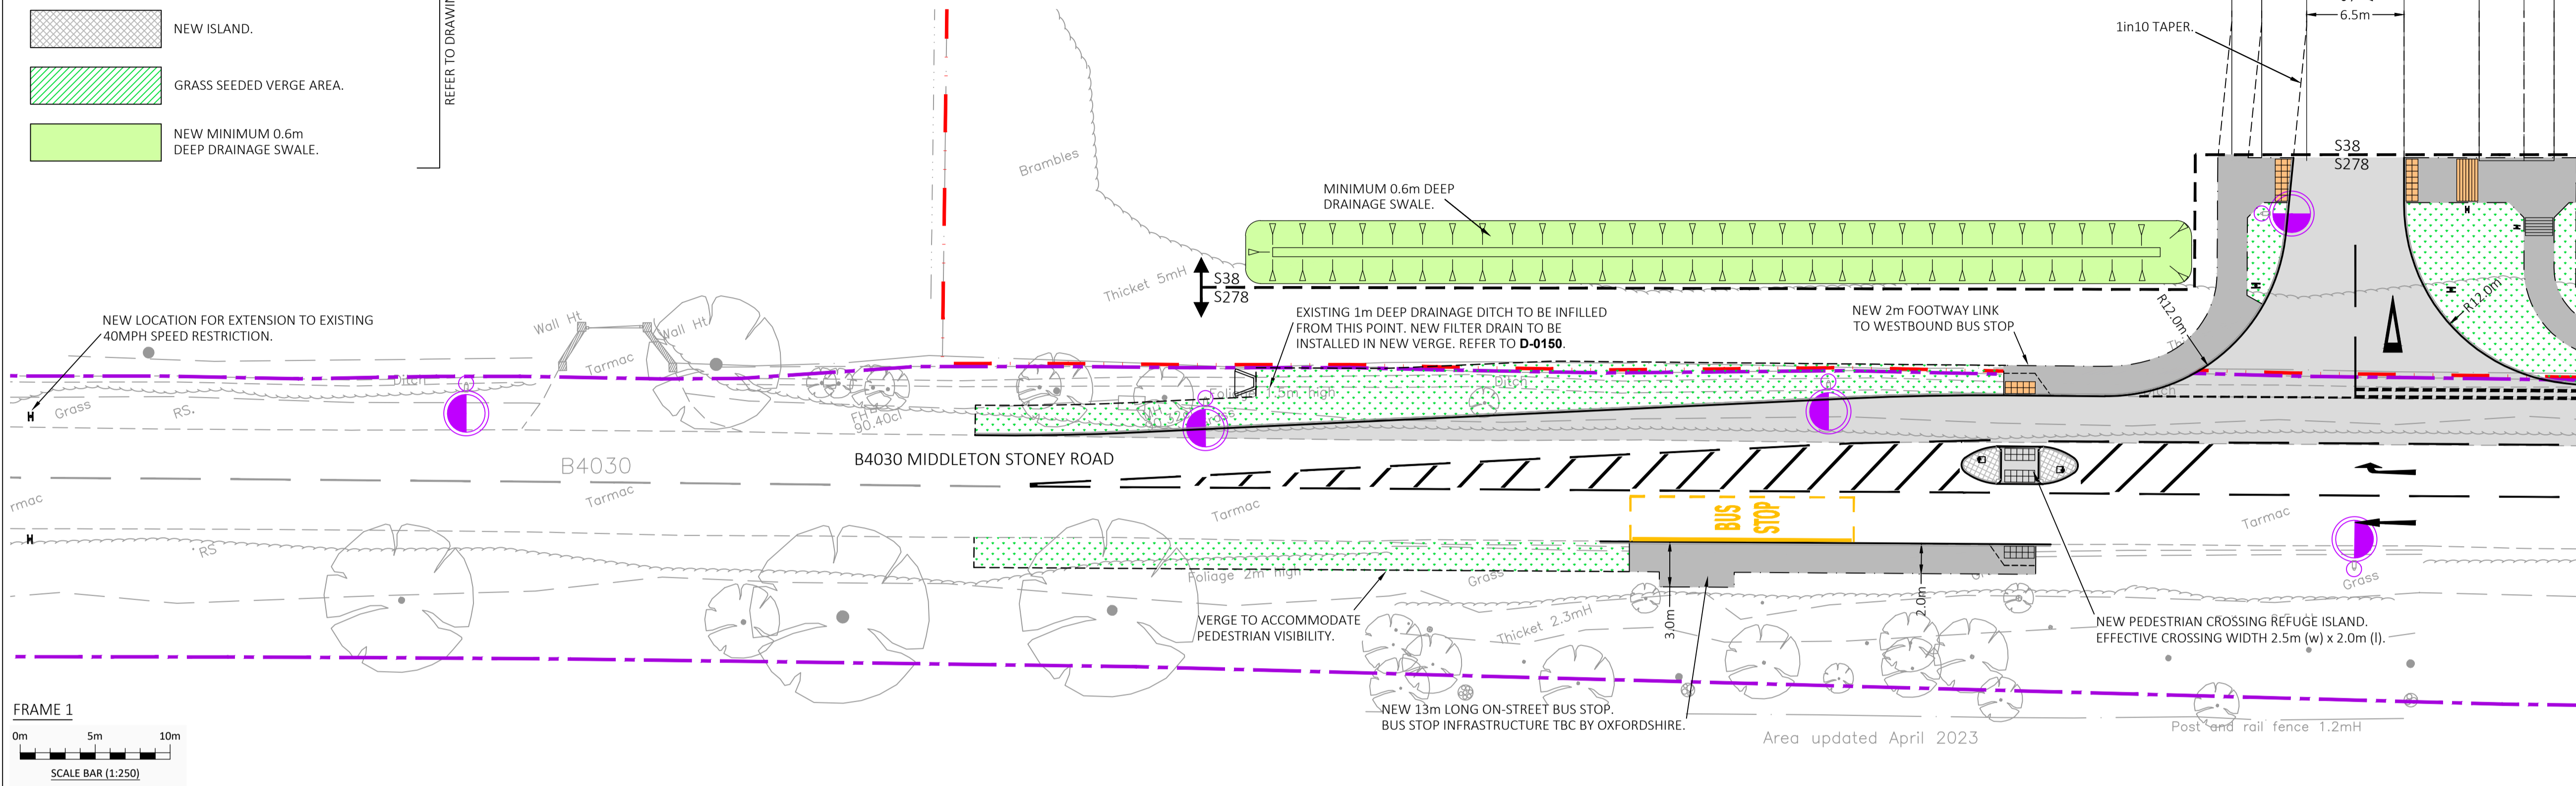 NEW ISLAND.
GRASS SEEDED VERGE AREA.
NEW MINIMUM 0.6m
DEEP DRAINAGE SWALE.
1in10 TAPER.
6.5m
S38
S278
Brambles
MINIMUM 0.6m DEEP
DRAINAGE SWALE.
Thicket 5mH
S38
S278
NEW LOCATION FOR EXTENSION TO EXISTING
40MPH SPEED RESTRICTION.
Wall Ht
Wall Ht
Tarmac
EXISTING 1m DEEP DRAINAGE DITCH TO BE INFILLED
FROM THIS POINT. NEW FILTER DRAIN TO BE
INSTALLED IN NEW VERGE. REFER TO D-0150.
NEW 2m FOOTWAY LINK
TO WESTBOUND BUS STOP
R12.0m
R12.0m
Ditch
Ditch
Grass
RS.
90.40cl
B4030
B4030 MIDDLETON STONEY ROAD
Tarmac
Tarmac
BUS
STOP
Tarmac
RS
Foliage 2m high
Grass
Grass
VERGE TO ACCOMMODATE
PEDESTRIAN VISIBILITY.
Thicket 2.3mH
3.0m
2.0m
NEW PEDESTRIAN CROSSING REFUGE ISLAND.
EFFECTIVE CROSSING WIDTH 2.5m (w) x 2.0m (l).
NEW 13m LONG ON-STREET BUS STOP.
BUS STOP INFRASTRUCTURE TBC BY OXFORDSHIRE.
Area updated April 2023
Post and rail fence 1.2mH
FRAME 1
0m 5m 10m
SCALE BAR (1:250)